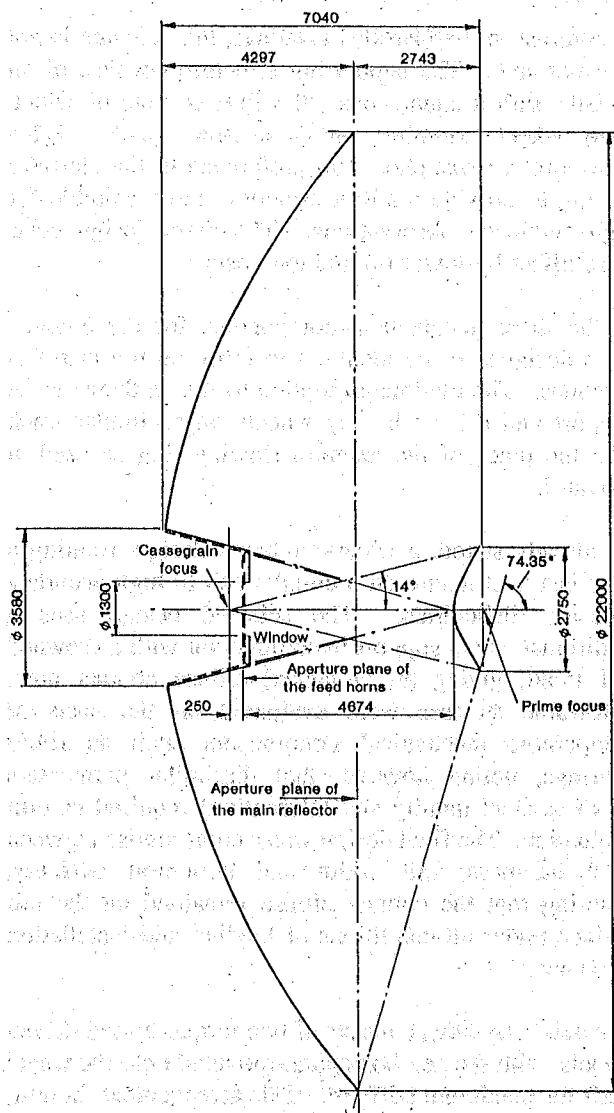 7040
4297
2743
Cassegrain
focus
14°
74.35°
ϕ 3580
ϕ 1300
ϕ 2750
ϕ 22000
Window
Aperture plane of
the feed horns
Prime focus
250
4674
Aperture plane of
the main reflector